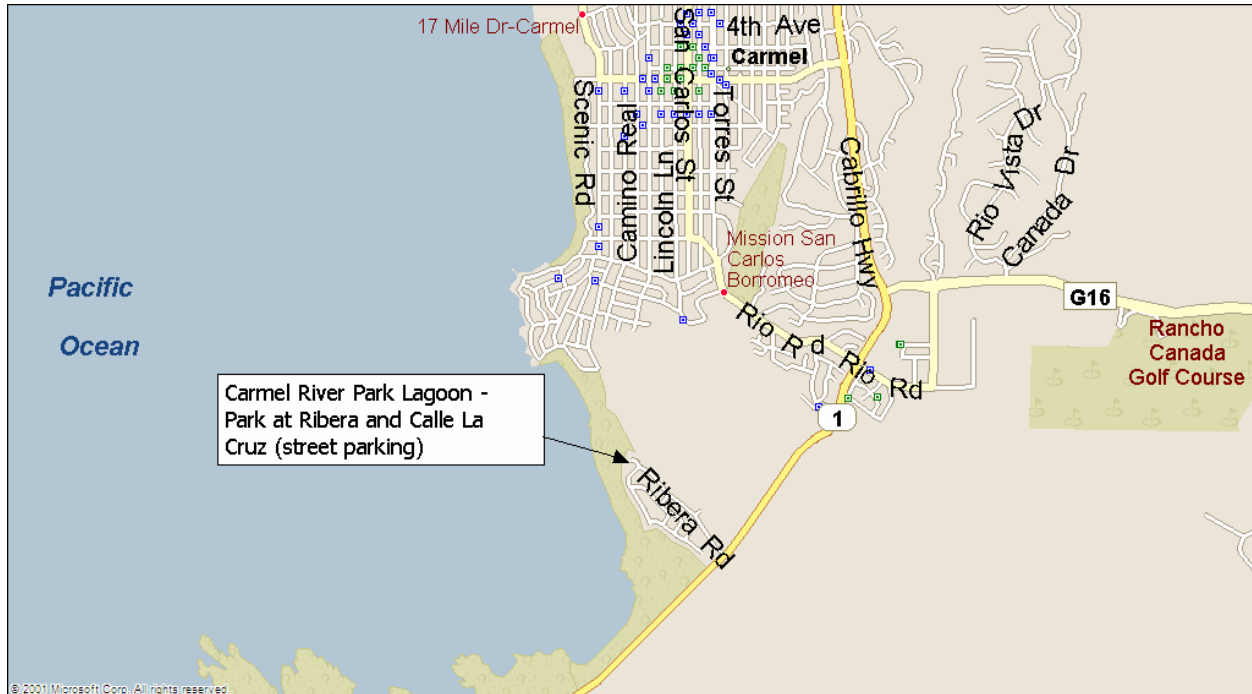 17 Mile Dr-Carmel
4th Ave
Carmel
San Carlos St
Torres St
Scenic Rd
Camino Real
Lincoln Ln
Cabrillo Hwy
Rio Vista Dr
Canada Dr
Mission San
Carlos
Borromeo
Pacific
Ocean
G16
Rio Rd
Rio Rd
Rancho
Canada
Golf Course
Carmel River Park Lagoon -
Park at Ribera and Calle La
Cruz (street parking)
1
Ribera Rd
© 2001 Microsoft Corp. All rights reserved.